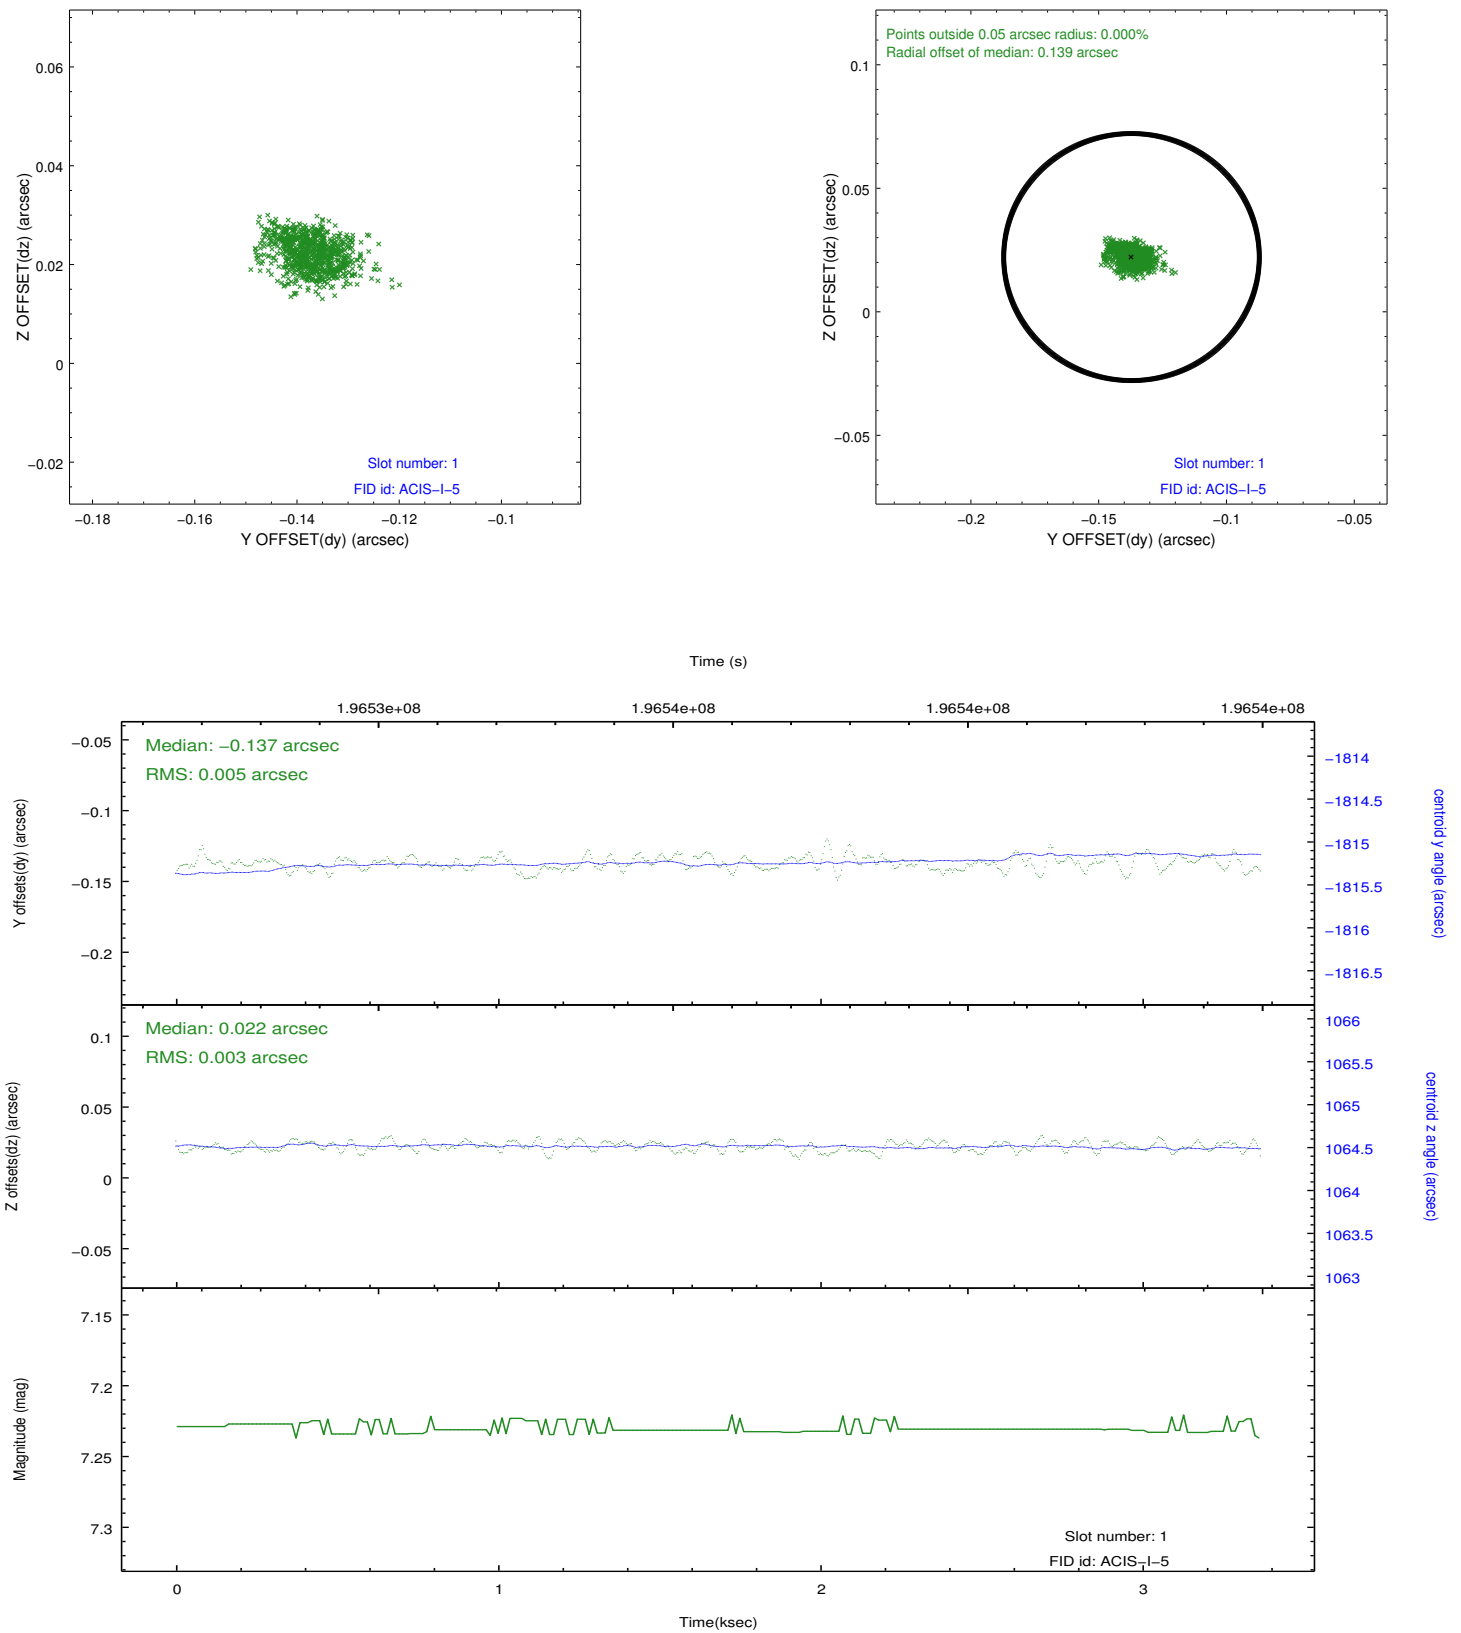 0.06
0.04
0.02
0
−0.02
−0.18
−0.16
−0.14
−0.12
−0.1
Z OFFSET(dz) (arcsec)
Y OFFSET(dy) (arcsec)
Slot number: 1
FID id: ACIS−I−5
Points outside 0.05 arcsec radius: 0.000%
Radial offset of median: 0.139 arcsec
0.1
0.05
0
−0.05
−0.2
−0.15
−0.1
−0.05
Z OFFSET(dz) (arcsec)
Y OFFSET(dy) (arcsec)
Slot number: 1
FID id: ACIS−I−5
Time (s)
1.9653e+08
1.9654e+08
1.9654e+08
1.9654e+08
Median: −0.137 arcsec
RMS: 0.005 arcsec
−0.05
−0.1
−0.15
−0.2
Y offsets(dy) (arcsec)
−1814
−1814.5
−1815
−1815.5
−1816
−1816.5
centroid y angle (arcsec)
Median: 0.022 arcsec
RMS: 0.003 arcsec
0.1
0.05
0
−0.05
Z offsets(dz) (arcsec)
1066
1065.5
1065
1064.5
1064
1063.5
1063
centroid z angle (arcsec)
7.15
7.2
7.25
7.3
Magnitude (mag)
Slot number: 1
FID id: ACIS−I−5
0
1
2
3
Time(ksec)